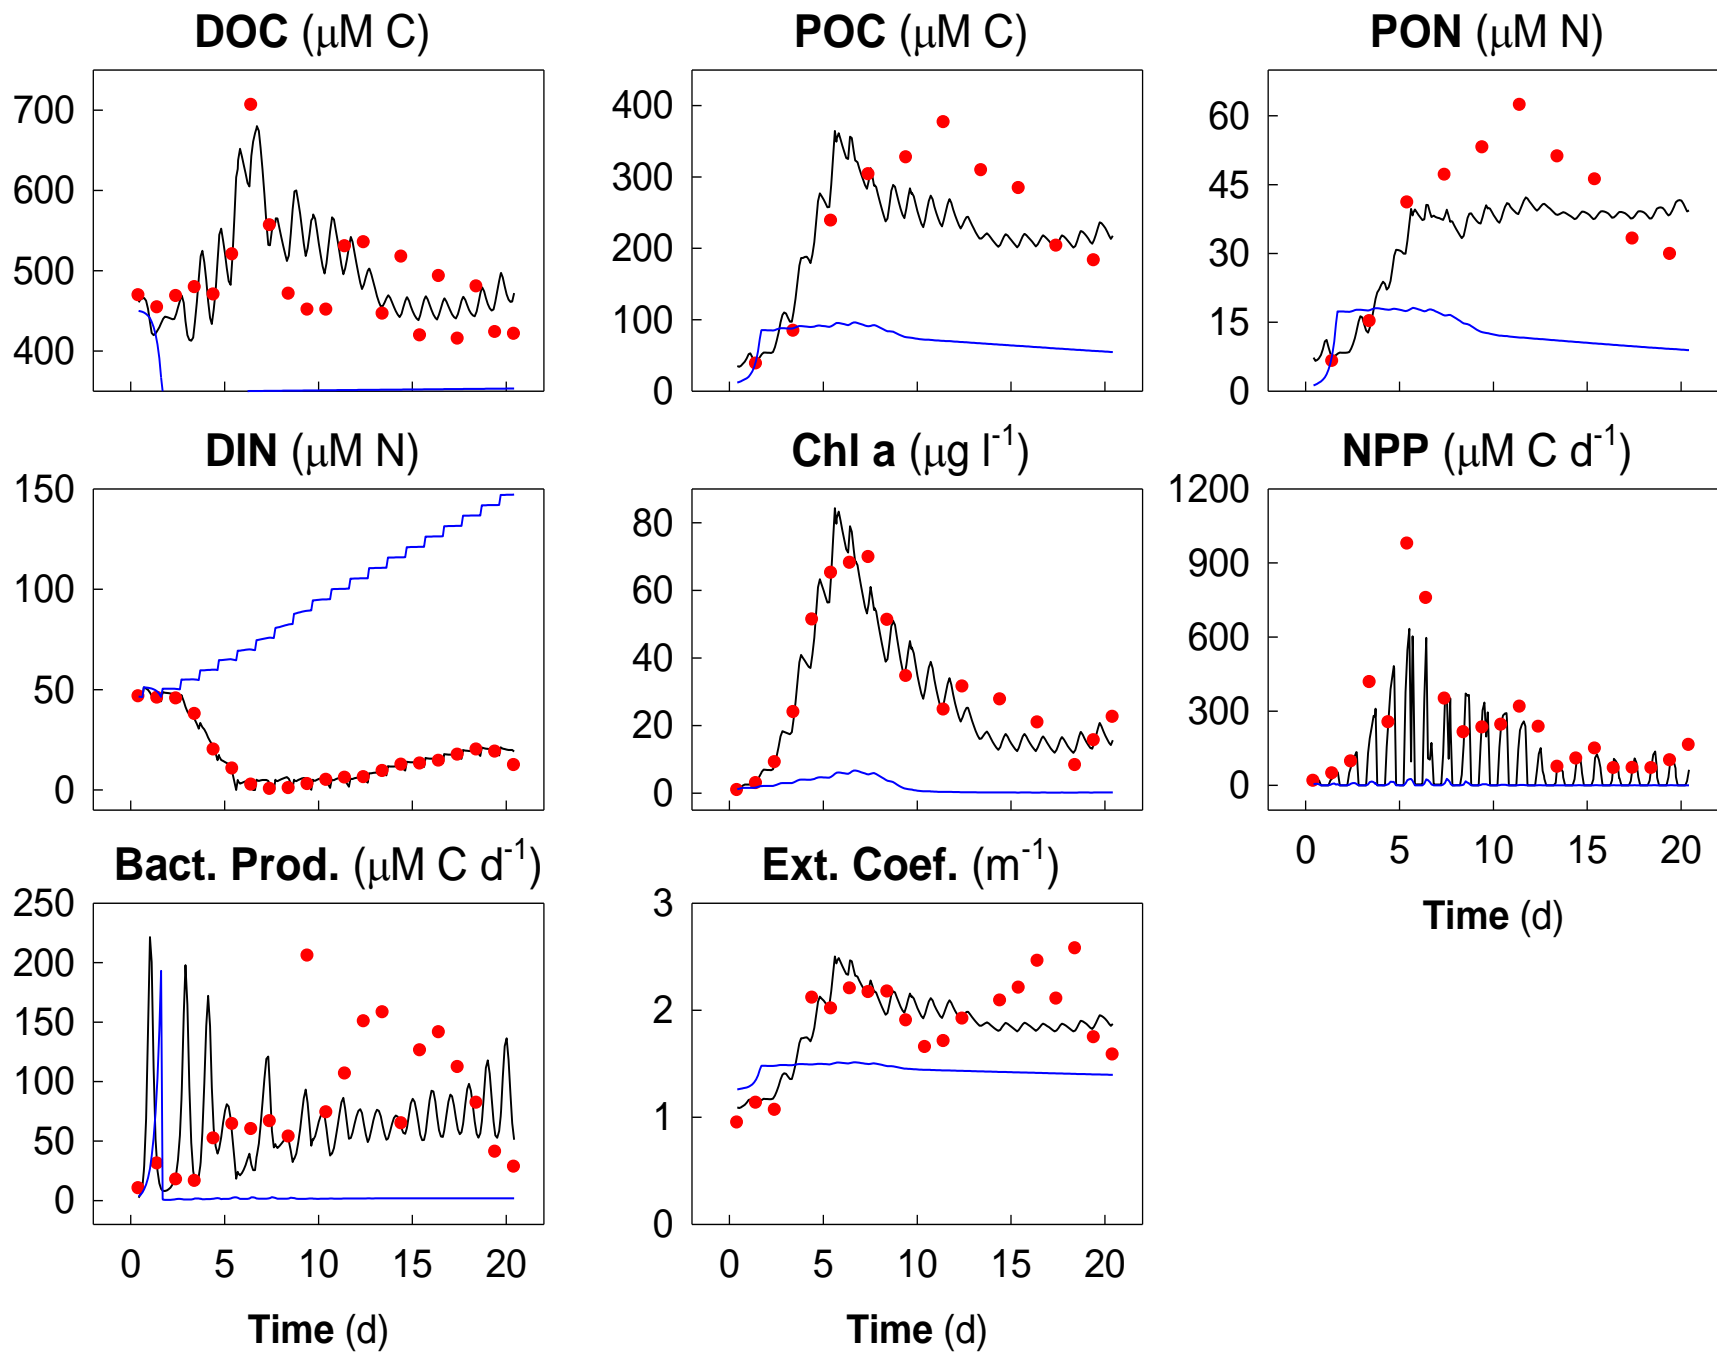 DOC (μM C)
POC (μM C)
PON (μM N)
700
600
500
400
400
300
200
100
0
60
45
30
15
0
DIN (μM N)
Chl a (μg l-1)
NPP (μM C d-1)
150
100
50
0
80
60
40
20
0
1200
900
600
300
0
0 5 10 15 20
Time (d)
Bact. Prod. (μM C d-1)
Ext. Coef. (m-1)
250
200
150
100
50
0
3
2
1
0
0 5 10 15 20
0 5 10 15 20
Time (d)
Time (d)